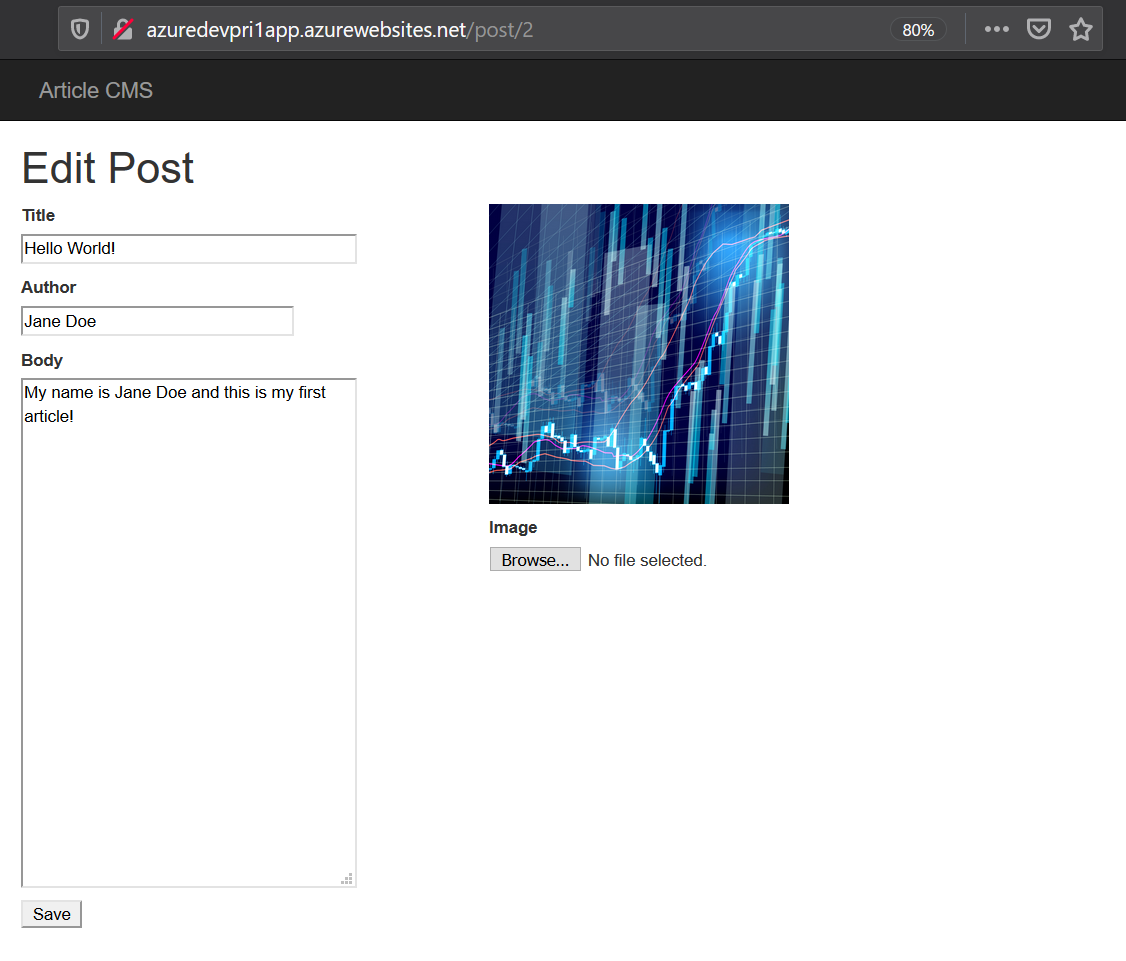 azuredevpri1app.azurewebsites.net/post/2 80%
Article CMS
Edit Post
Title
Hello World!
Author
Jane Doe
Body
My name is Jane Doe and this is my first
article!
Image
Browse... No file selected.
Save